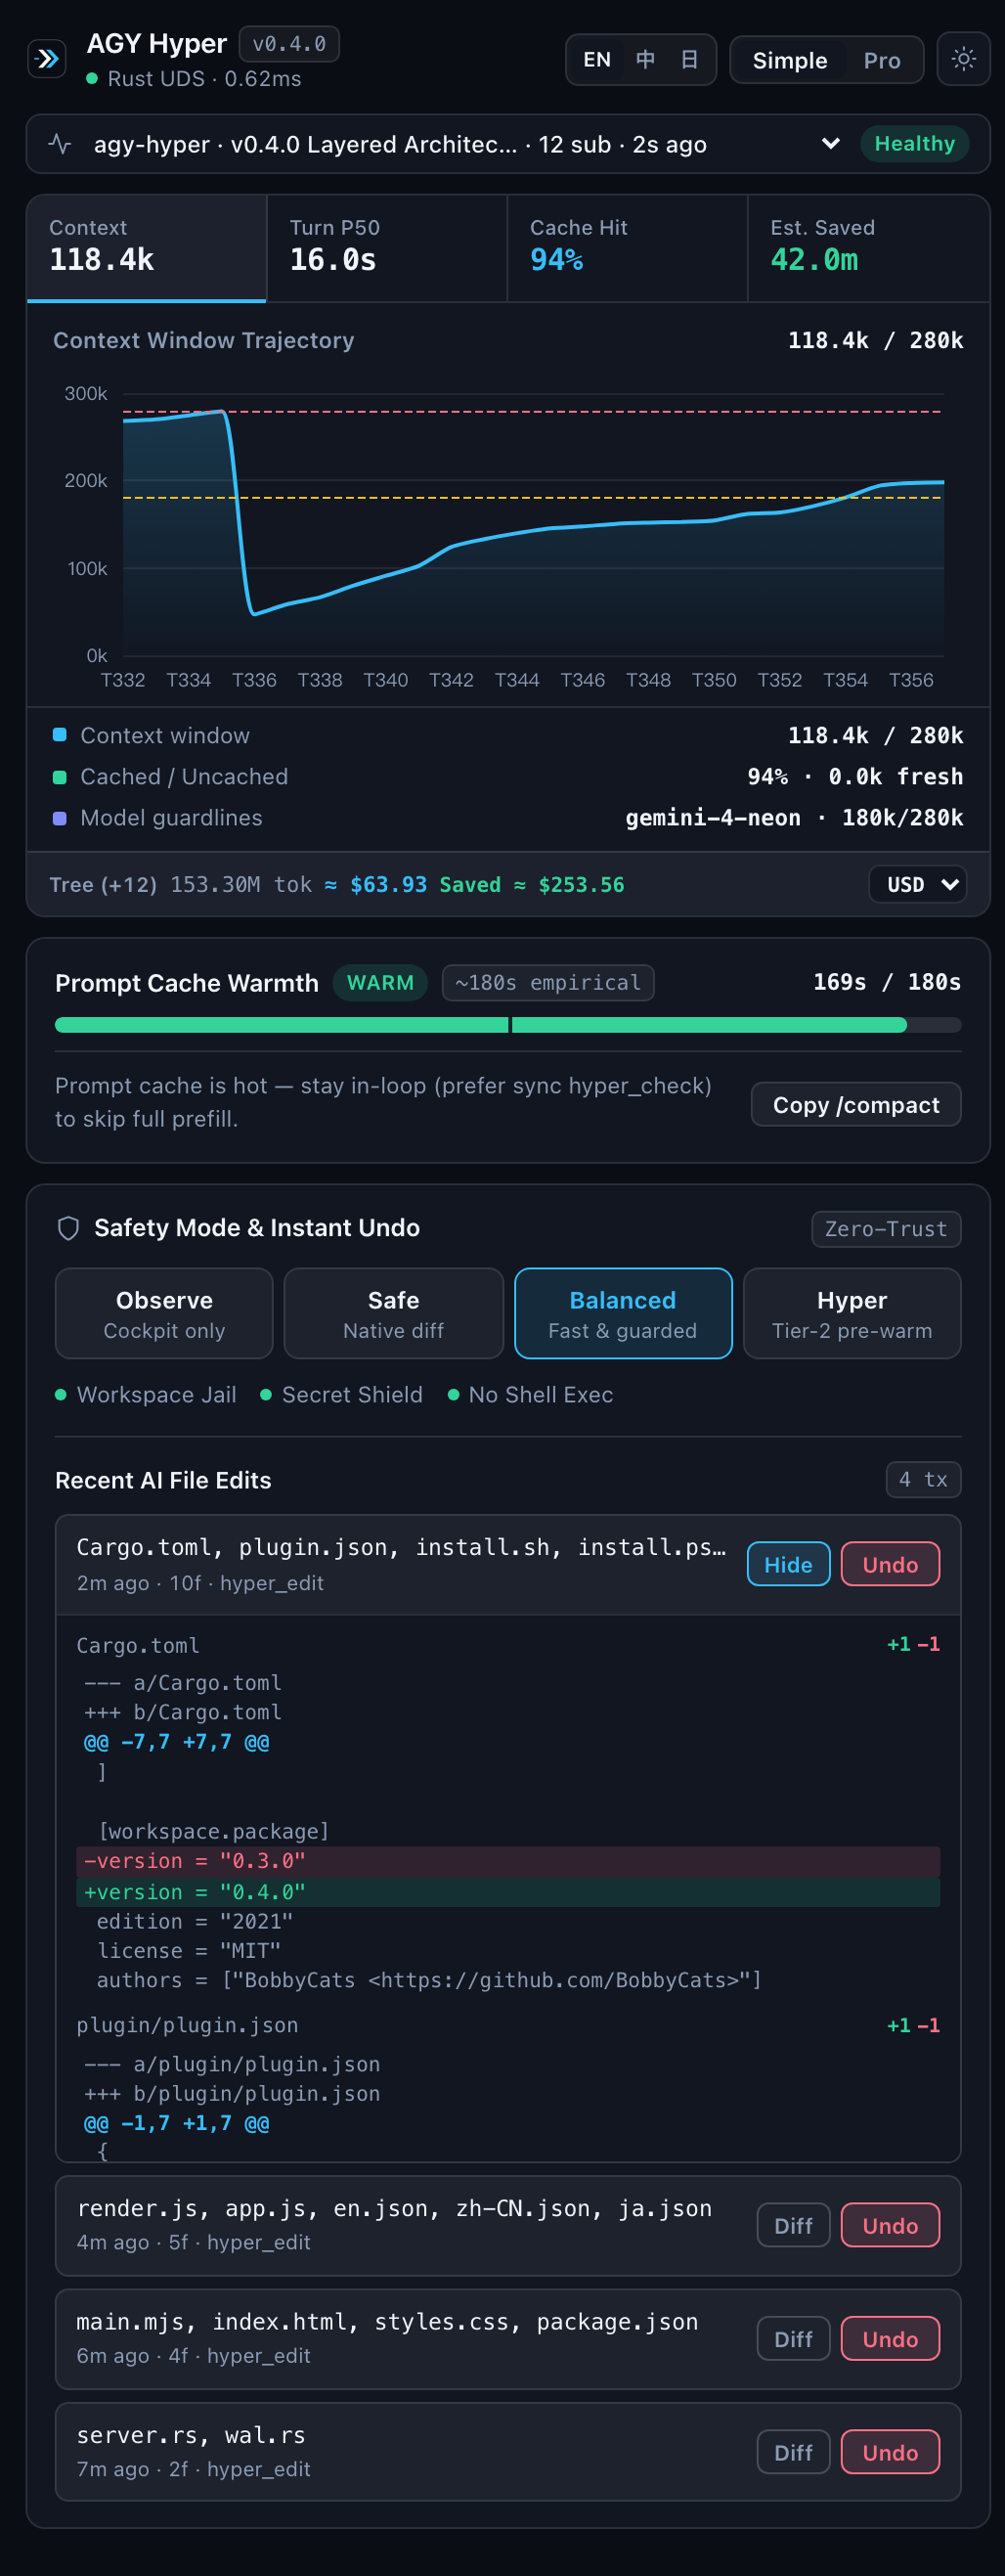 AGY Hyper v0.4.0
Rust UDS · 0.62ms
EN 中 日
Simple Pro
agy-hyper · v0.4.0 Layered Architec... · 12 sub · 2s ago
Healthy
Context
118.4k
Turn P50
16.0s
Cache Hit
94%
Est. Saved
42.0m
Context Window Trajectory 118.4k / 280k
300k
200k
100k
0k
T332 T334 T336 T338 T340 T342 T344 T346 T348 T350 T352 T354 T356
Context window 118.4k / 280k
Cached / Uncached 94% · 0.0k fresh
Model guardlines gemini-4-neon · 180k/280k
Tree (+12) 153.30M tok ≈ $63.93 Saved ≈ $253.56 USD
Prompt Cache Warmth WARM ~180s empirical 169s / 180s
Prompt cache is hot — stay in-loop (prefer sync hyper_check)
to skip full prefill.
Copy /compact
Safety Mode & Instant Undo Zero-Trust
Observe
Cockpit only
Safe
Native diff
Balanced
Fast & guarded
Hyper
Tier-2 pre-warm
Workspace Jail Secret Shield No Shell Exec
Recent AI File Edits 4 tx
Cargo.toml, plugin.json, install.sh, install.ps…
2m ago · 10f · hyper_edit
Hide Undo
Cargo.toml +1 −1
--- a/Cargo.toml
+++ b/Cargo.toml
@@ -7,7 +7,7 @@
]
[workspace.package]
-version = "0.3.0"
+version = "0.4.0"
edition = "2021"
license = "MIT"
authors = ["BobbyCats <https://github.com/BobbyCats>"]
plugin/plugin.json +1 −1
--- a/plugin/plugin.json
+++ b/plugin/plugin.json
@@ -1,7 +1,7 @@
{
render.js, app.js, en.json, zh-CN.json, ja.json
4m ago · 5f · hyper_edit
Diff Undo
main.mjs, index.html, styles.css, package.json
6m ago · 4f · hyper_edit
Diff Undo
server.rs, wal.rs
7m ago · 2f · hyper_edit
Diff Undo